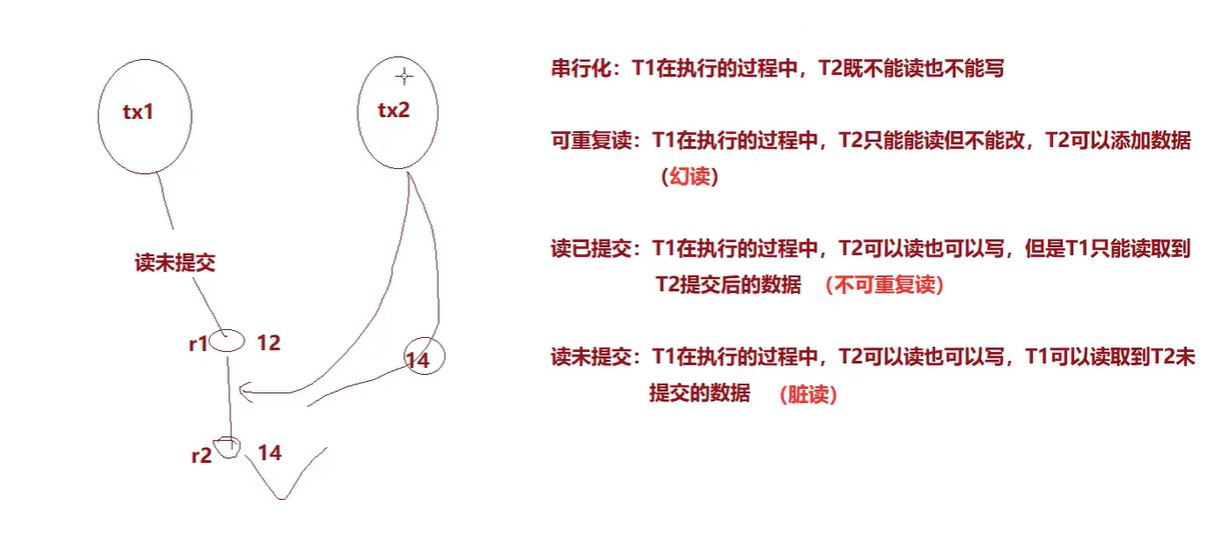 tx1
tx2
读未提交
r1
12
14
r2
14
串行化：T1在执行的过程中，T2既不能读也不能写
可重复读：T1在执行的过程中，T2只能能读但不能改，T2可以添加数据
（幻读）
读已提交：T1在执行的过程中，T2可以读也可以写，但是T1只能读取到
T2提交后的数据 （不可重复读）
读未提交：T1在执行的过程中，T2可以读也可以写，T1可以读取到T2未
提交的数据 （脏读）